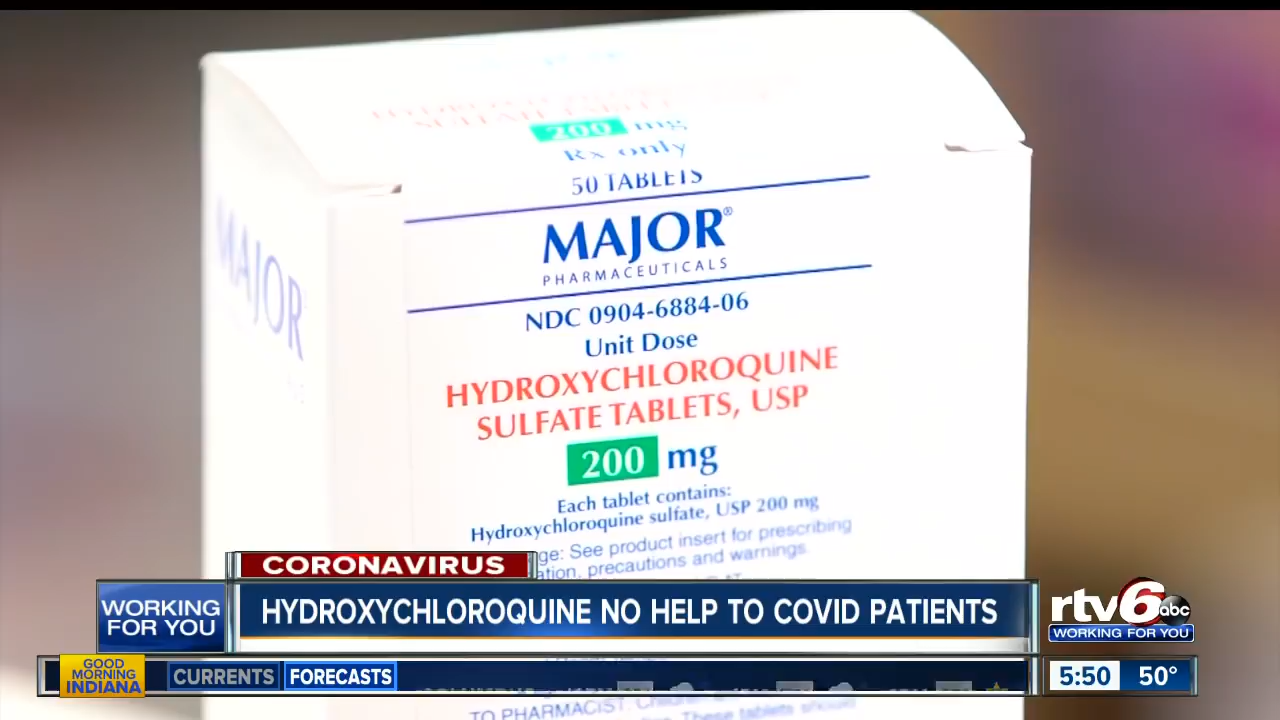 200 mg
Rx only
50 TABLETS
MAJOR®
PHARMACEUTICALS
MAJOR
NDC 0904-6884-06
Unit Dose
HYDROXYCHLOROQUINE
SULFATE TABLETS, USP
200 mg
Each tablet contains:
Hydroxychloroquine sulfate, USP 200 mg
See product insert for prescribing
precautions and warnings
CORONAVIRUS
WORKING
FOR YOU
HYDROXYCHLOROQUINE NO HELP TO COVID PATIENTS
rtv6 abc
WORKING FOR YOU
GOOD
MORNING
INDIANA
CURRENTS
FORECASTS
5:50 50°
TO PHARMACIST:
These tablets should